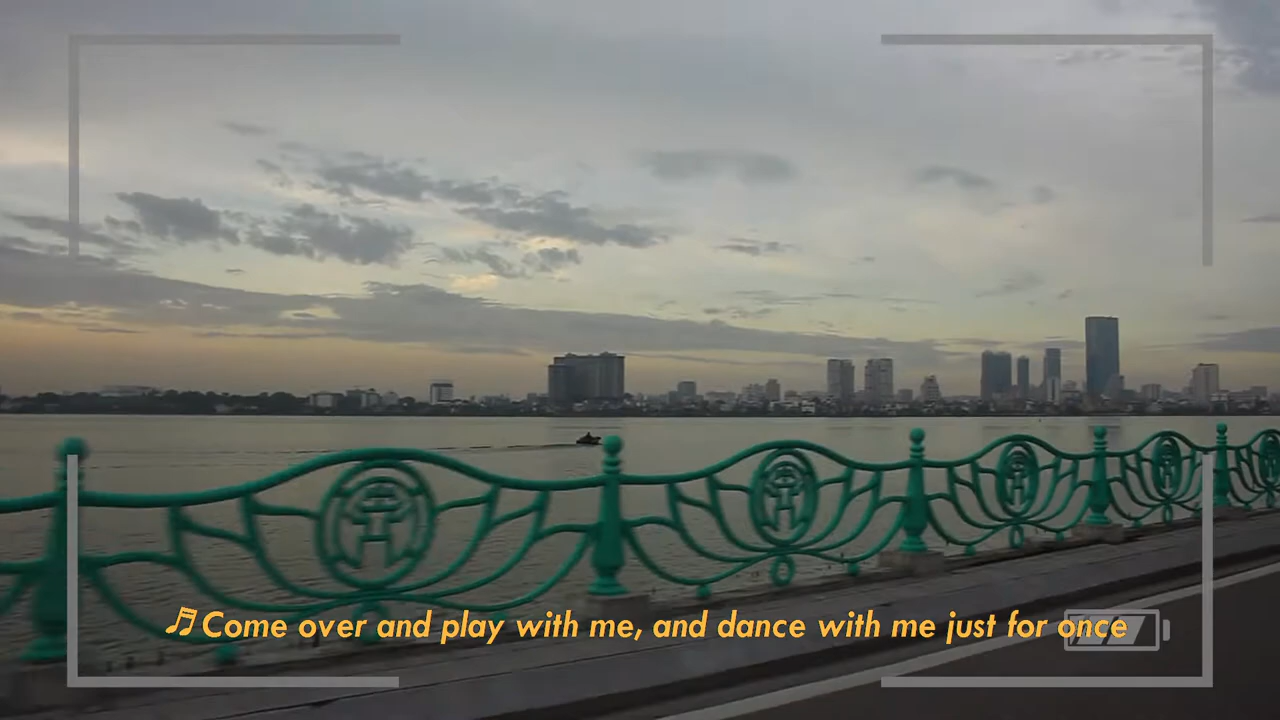 ♫ Come over and play with me, and dance with me just for once